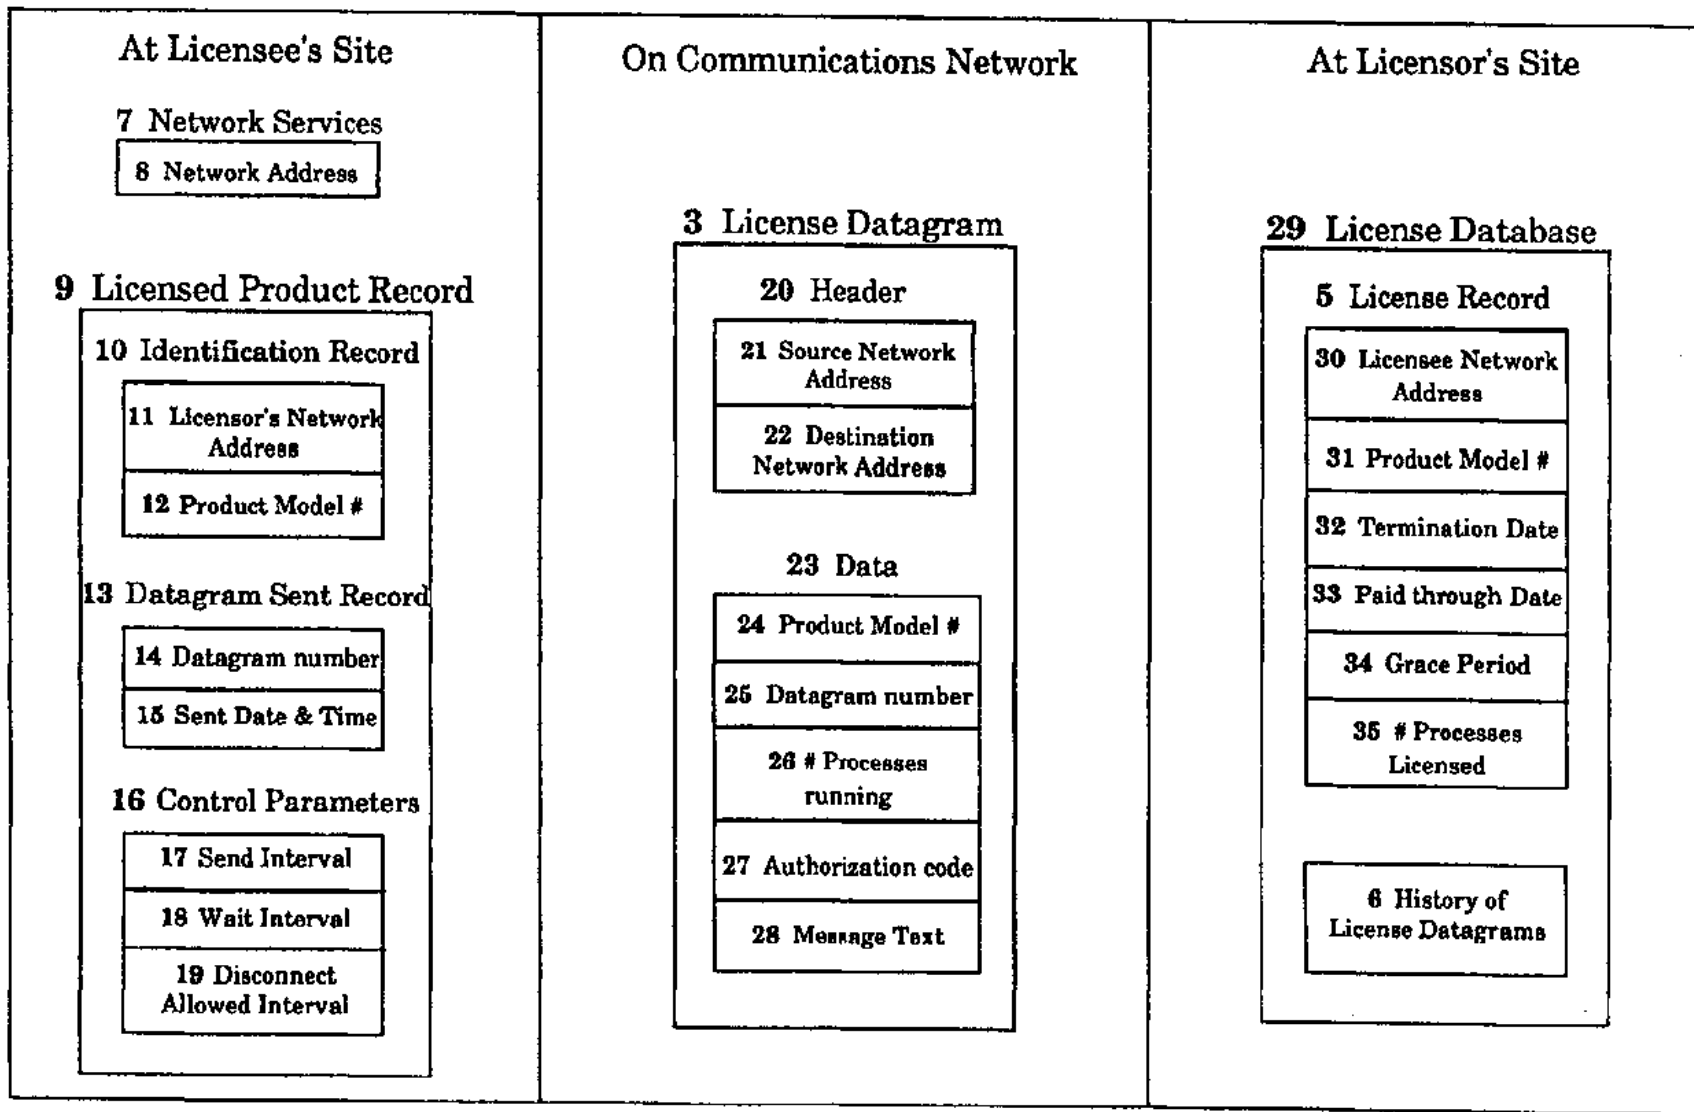 At Licensee's Site
7 Network Services
8 Network Address
9 Licensed Product Record
10 Identification Record
11 Licensor's Network
Address
12 Product Model #
13 Datagram Sent Record
14 Datagram number
15 Sent Date & Time
16 Control Parameters
17 Send Interval
18 Wait Interval
19 Disconnect
Allowed Interval
On Communications Network
3 License Datagram
20 Header
21 Source Network
Address
22 Destination
Network Address
23 Data
24 Product Model #
25 Datagram number
26 # Processes
running
27 Authorization code
28 Message Text
At Licensor's Site
29 License Database
5 License Record
30 Licensee Network
Address
31 Product Model #
32 Termination Date
33 Paid through Date
34 Grace Period
35 # Processes
Licensed
6 History of
License Datagrams